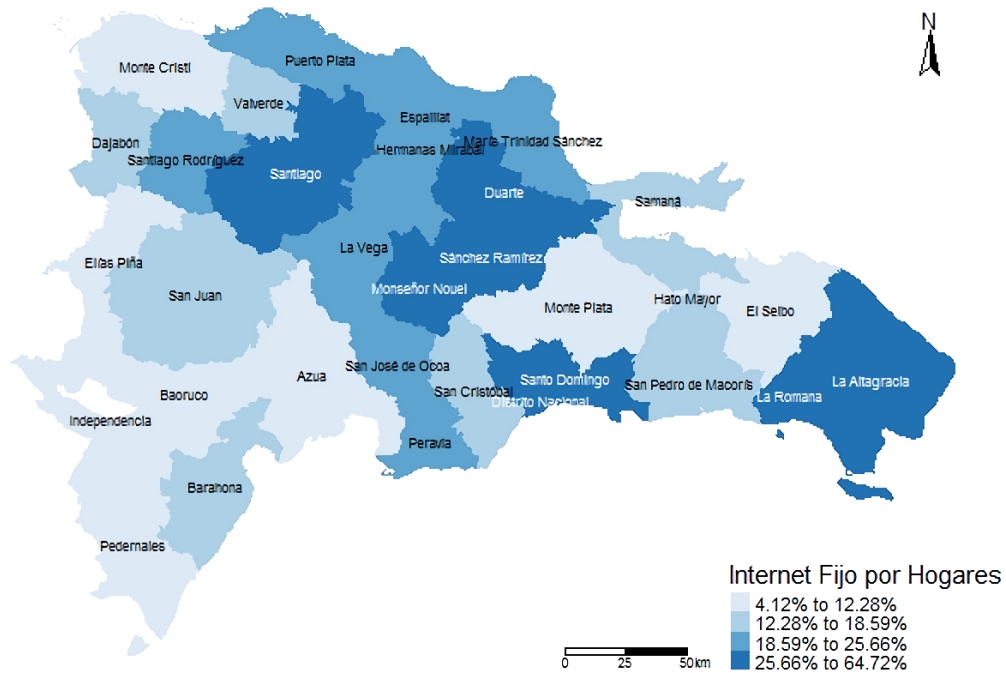 N
Monte Cristi
Puerto Plata
Valverde
Espaillat
Dajabón
Santiago Rodríguez
Hermanas Mirabal
María Trinidad Sánchez
Santiago
Duarte
Samaná
La Vega
Sánchez Ramírez
Elías Piña
San Juan
Monseñor Nouel
Monte Plata
Hato Mayor
El Seibo
Azua
San José de Ocoa
Santo Domingo
San Pedro de Macorís
La Altagracia
Baoruco
San Cristóbal
Distrito Nacional
La Romana
Independencia
Peravia
Barahona
Pedernales
Internet Fijo por Hogares
4.12% to 12.28%
12.28% to 18.59%
18.59% to 25.66%
25.66% to 64.72%
0 25 50 km